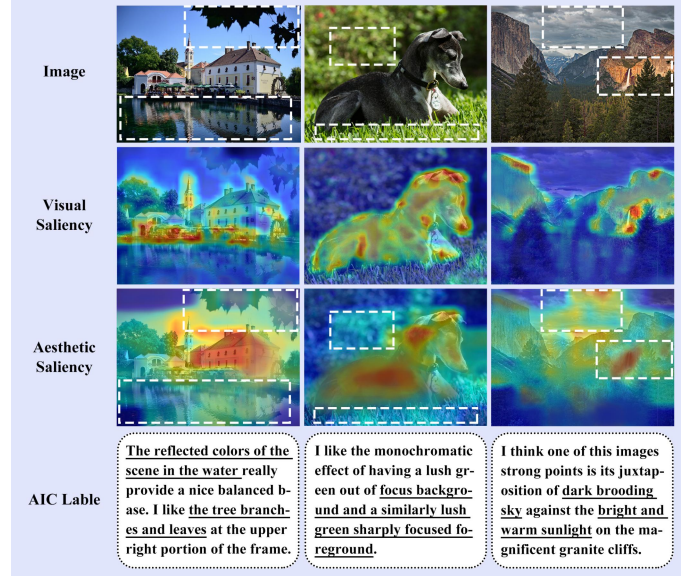 Image
Visual
Saliency
Aesthetic
Saliency
AIC Lable
The reflected colors of the
scene in the water really
provide a nice balanced b-
ase. I like the tree branch-
es and leaves at the upper
right portion of the frame.
I like the monochromatic
effect of having a lush gr-
een out of focus backgro-
und and a similarly lush
green sharply focused fo-
reground.
I think one of this images
strong points is its juxtap-
osition of dark brooding
sky against the bright and
warm sunlight on the ma-
gnificent granite cliffs.